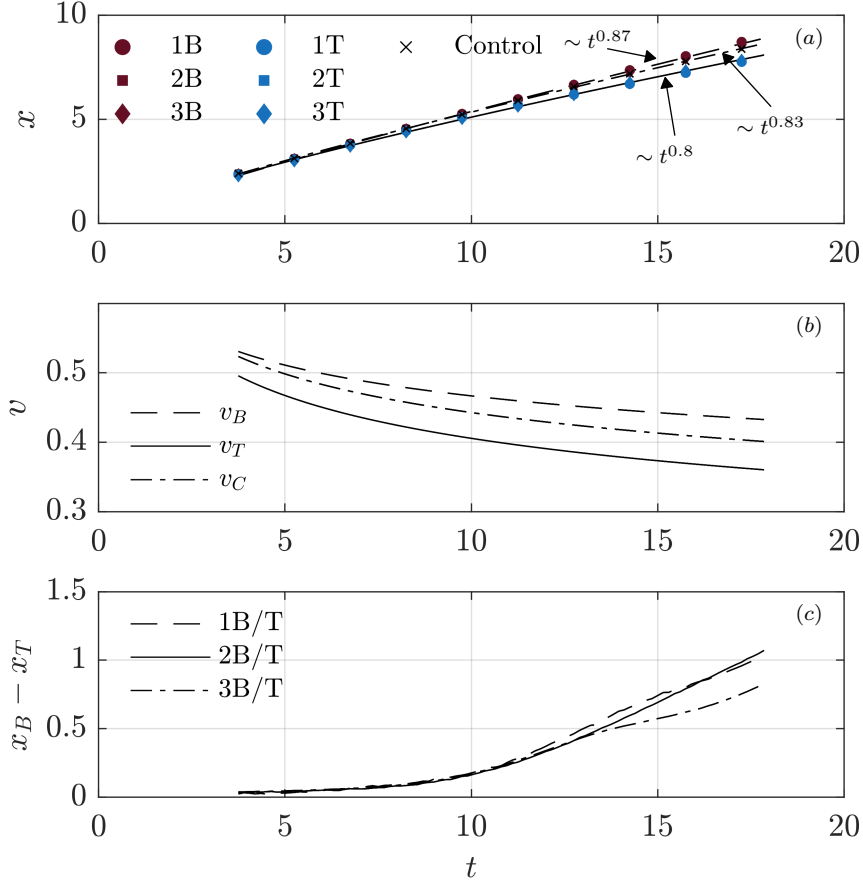 10
5
0
x
1B 1T Control
2B 2T
3B 3T
∼ t^0.87
∼ t^0.8
∼ t^0.83
(a)
0 5 10 15 20
0.5
0.4
0.3
v
v_B
v_T
v_C
(b)
0 5 10 15 20
1.5
1
0.5
0
x_B − x_T
1B/T
2B/T
3B/T
(c)
0 5 10 15 20
t